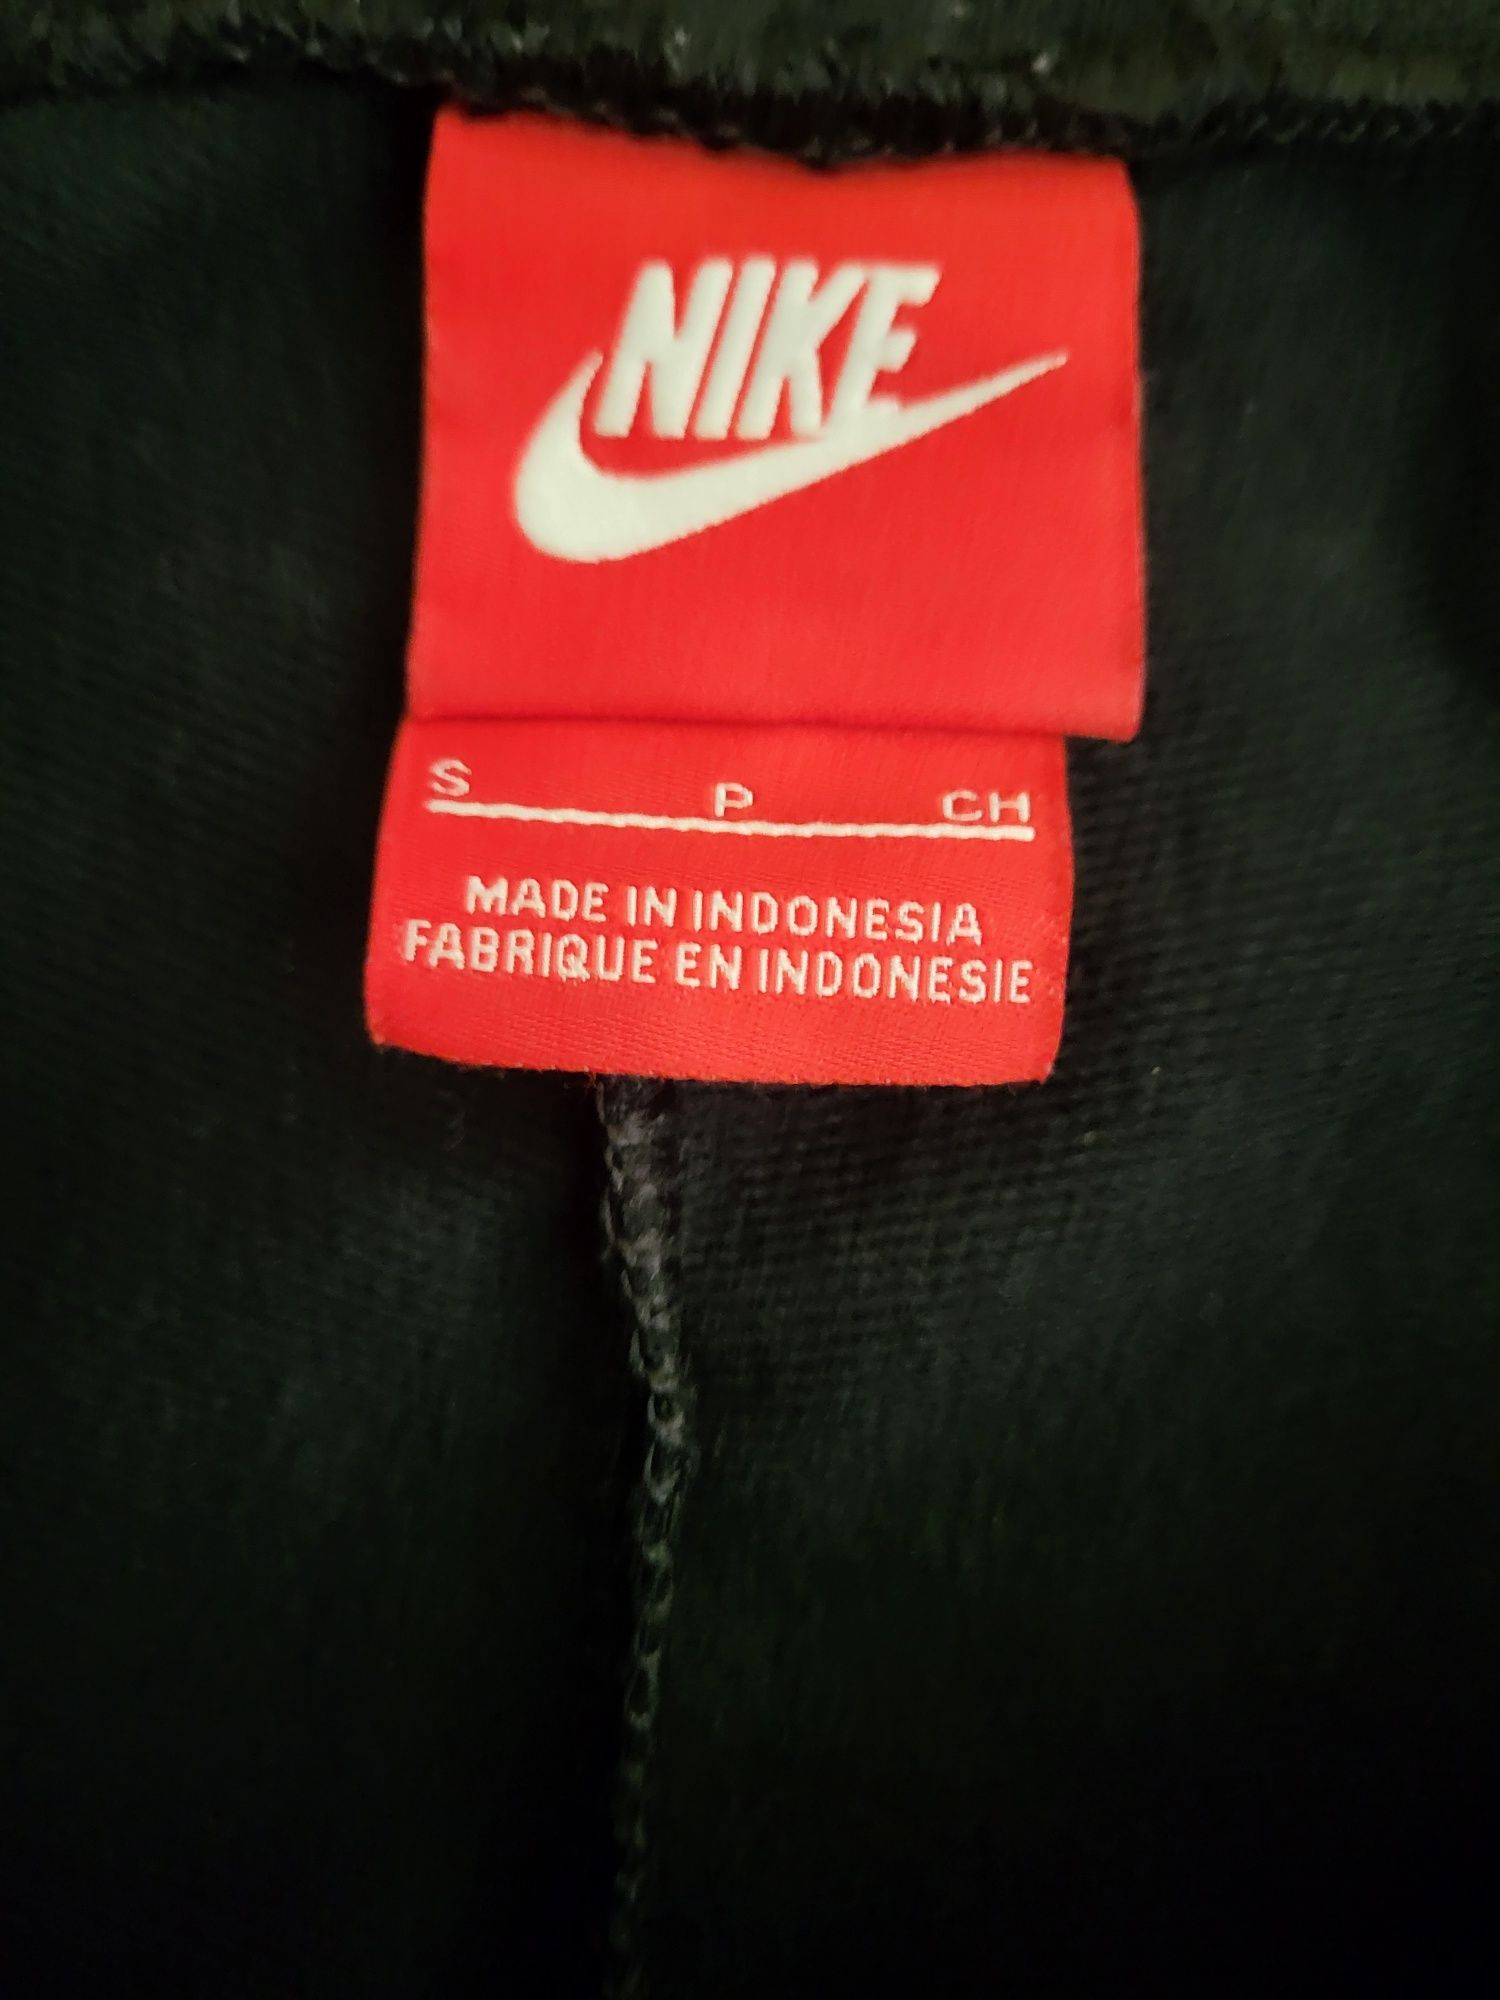 NIKE
S P CH
MADE IN INDONESIA
FABRIQUE EN INDONESIE